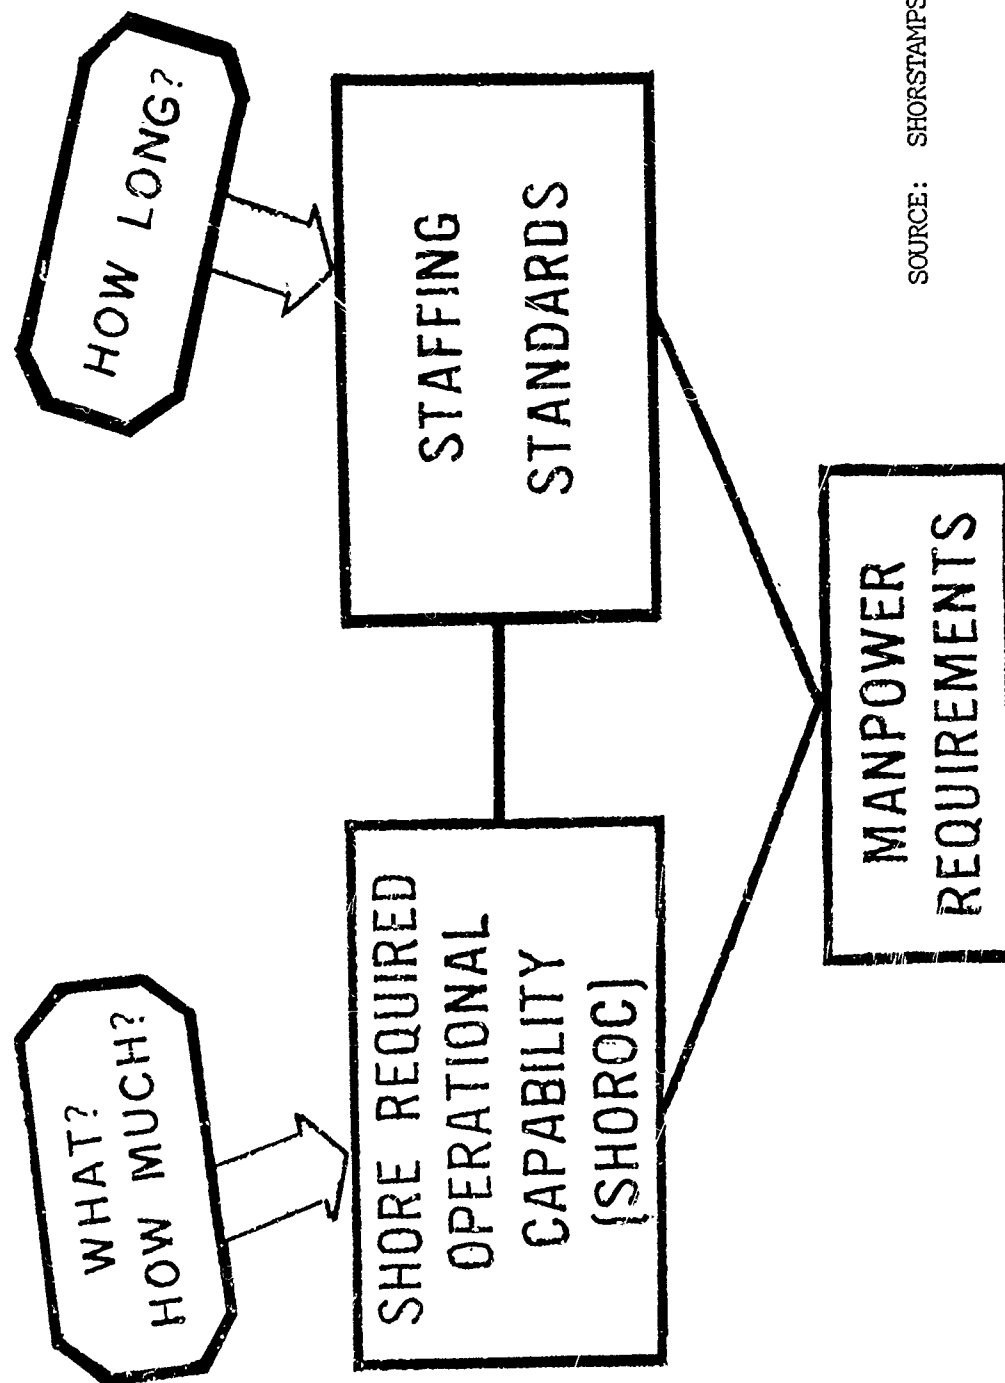 WHAT?
HOW MUCH?
HOW LONG?
SHORE REQUIRED
OPERATIONAL
CAPABILITY
(SHOROC)
STAFFING
STANDARDS
MANPOWER
REQUIREMENTS
SOURCE: SHORSTAMPS